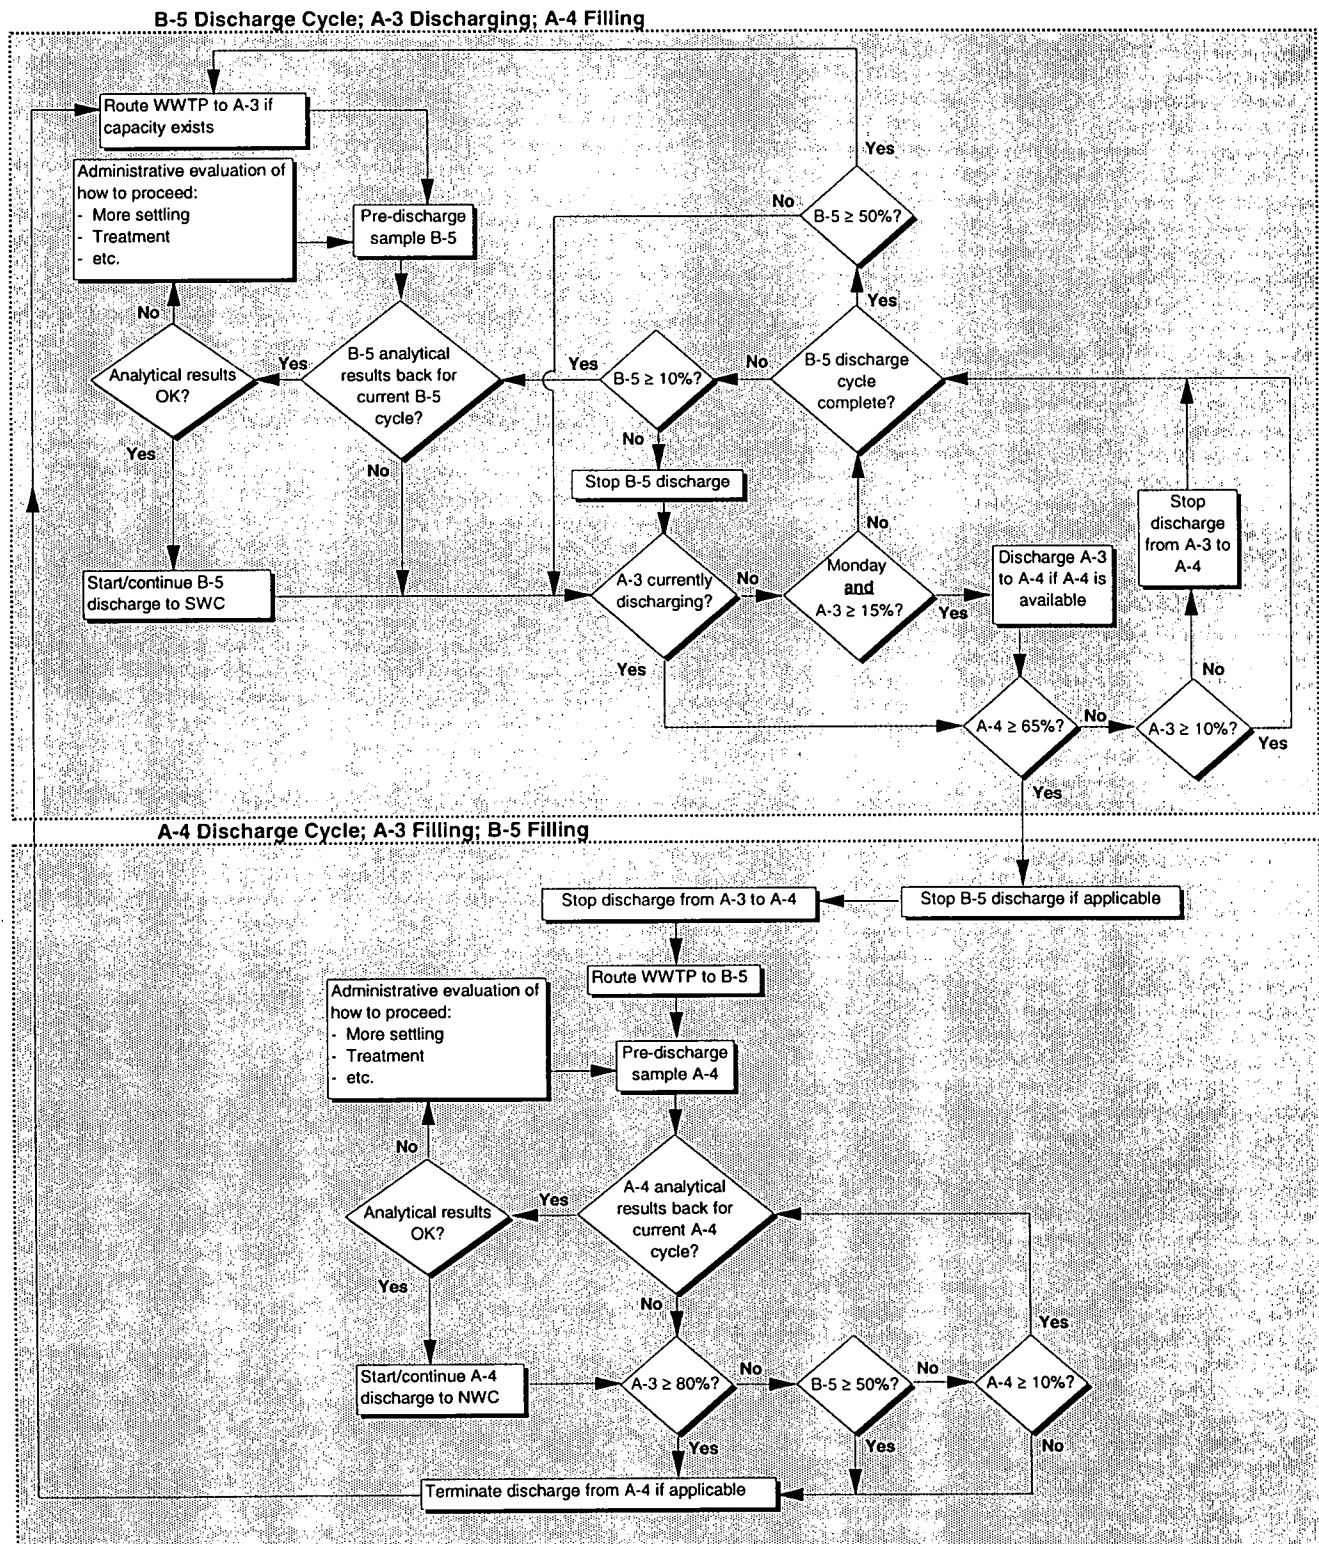 B-5 Discharge Cycle; A-3 Discharging; A-4 Filling
Route WWTP to A-3 if
capacity exists
Administrative evaluation of
how to proceed:
- More settling
- Treatment
- etc.
Pre-discharge
sample B-5
Yes
No
B-5 ≥ 50%?
Yes
No
Analytical results
OK?
Yes
B-5 analytical
results back for
current B-5
cycle?
Yes
B-5 ≥ 10%?
No
B-5 discharge
cycle
complete?
Yes
No
No
Stop B-5 discharge
No
Stop
discharge
from A-3 to
A-4
Start/continue B-5
discharge to SWC
A-3 currently
discharging?
No
Monday
and
A-3 ≥ 15%?
Yes
Discharge A-3
to A-4 if A-4 is
available
Yes
No
A-4 ≥ 65%?
No
A-3 ≥ 10%?
Yes
Yes
A-4 Discharge Cycle; A-3 Filling; B-5 Filling
Stop discharge from A-3 to A-4
Stop B-5 discharge if applicable
Route WWTP to B-5
Administrative evaluation of
how to proceed:
- More settling
- Treatment
- etc.
Pre-discharge
sample A-4
No
Analytical results
OK?
Yes
A-4 analytical
results back for
current A-4
cycle?
Yes
No
Yes
Start/continue A-4
discharge to NWC
A-3 ≥ 80%?
No
B-5 ≥ 50%?
No
A-4 ≥ 10%?
Yes
Yes
No
Terminate discharge from A-4 if applicable